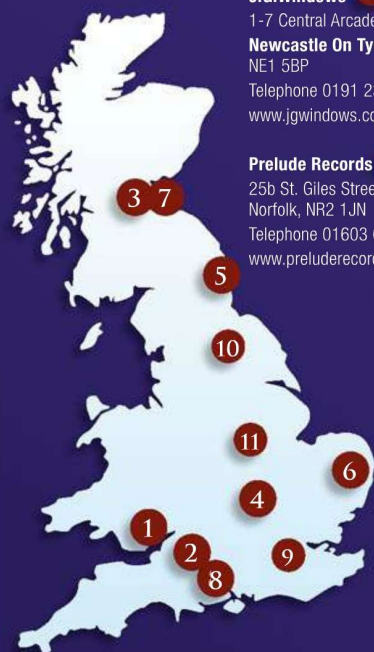 1-7 Central Arcade
Newcastle On Ty
NE1 5BP
Telephone 0191 2
www.jgwindows.co
Prelude Records
25b St. Giles Stree
Norfolk, NR2 1JN
Telephone 01603
www.preluderecor
3 7
5
10
11
6
4
1
2
9
8